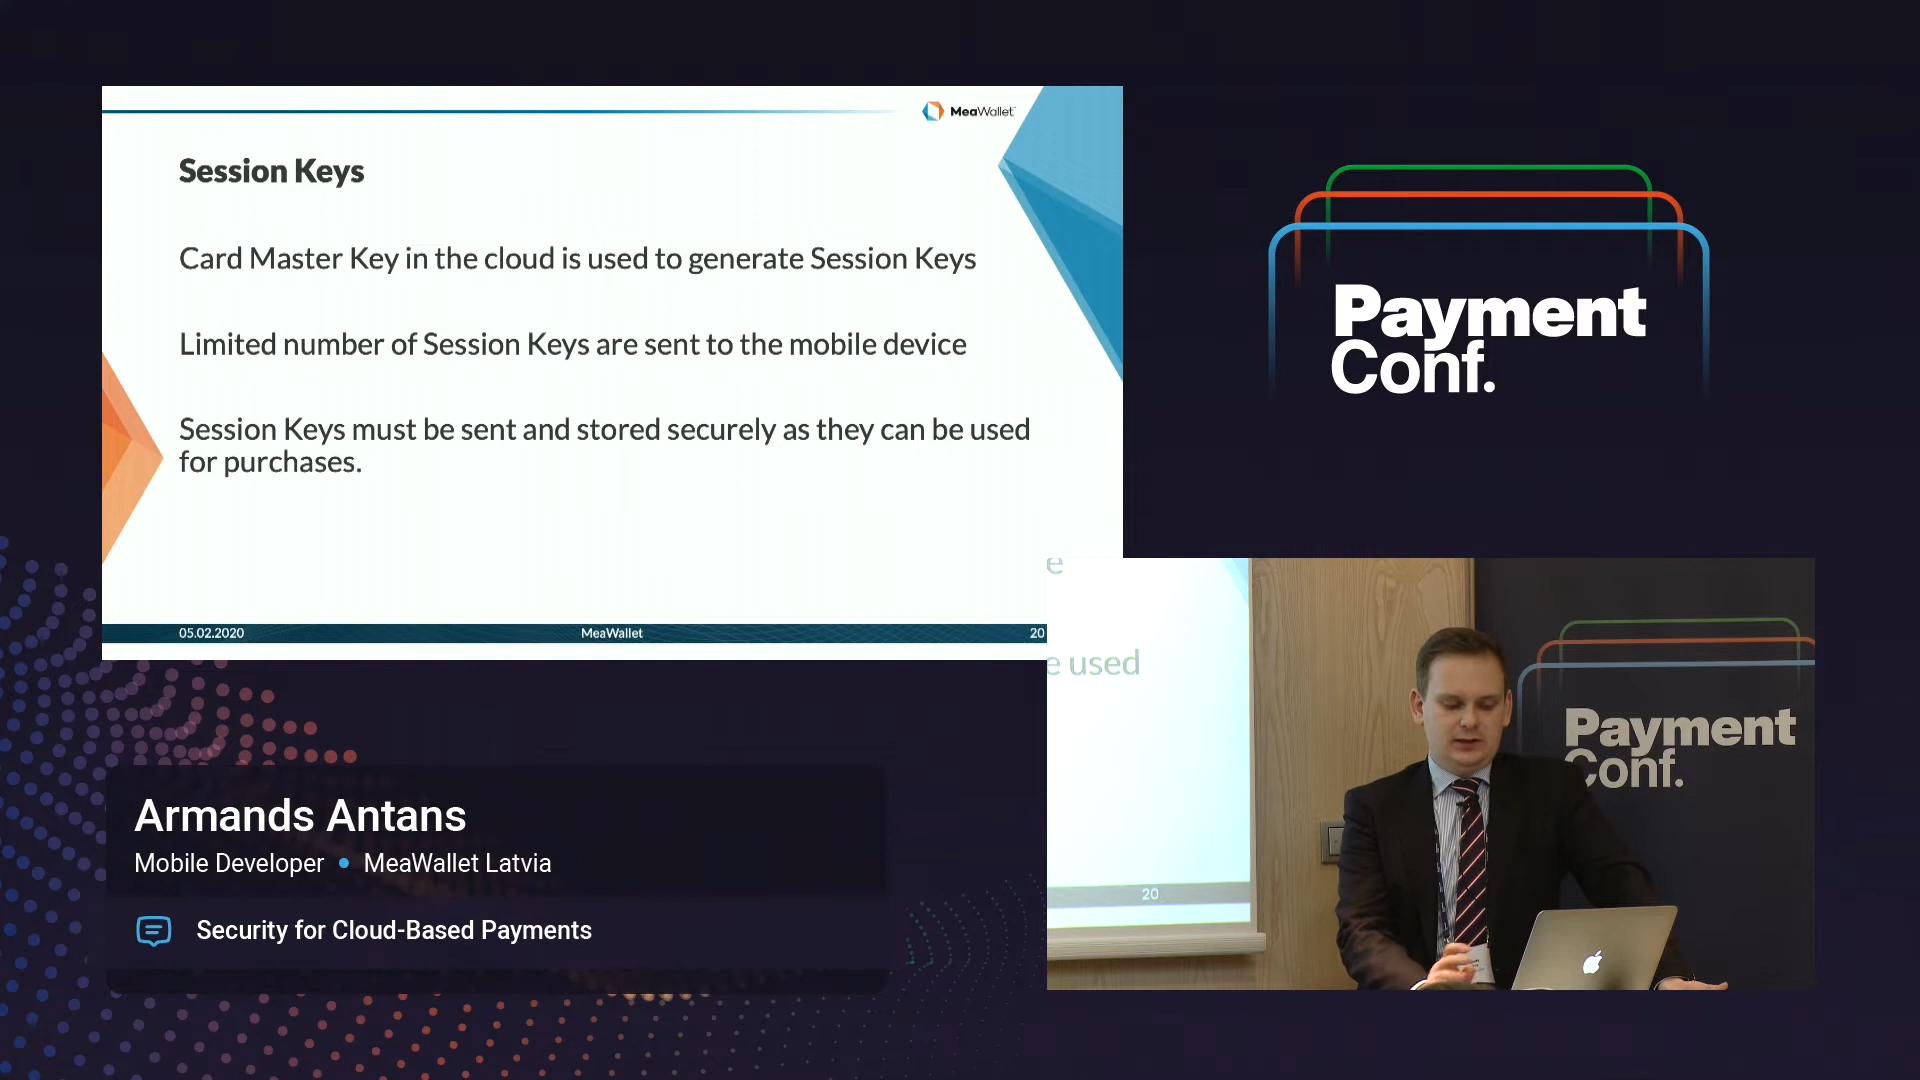 MeaWallet
Session Keys
Card Master Key in the cloud is used to generate Session Keys
Limited number of Session Keys are sent to the mobile device
Session Keys must be sent and stored securely as they can be used
for purchases.
05.02.2020
MeaWallet
20
Payment
Conf.
e
e used
20
Payment
Conf.
Armands Antans
Mobile Developer • MeaWallet Latvia
Security for Cloud-Based Payments